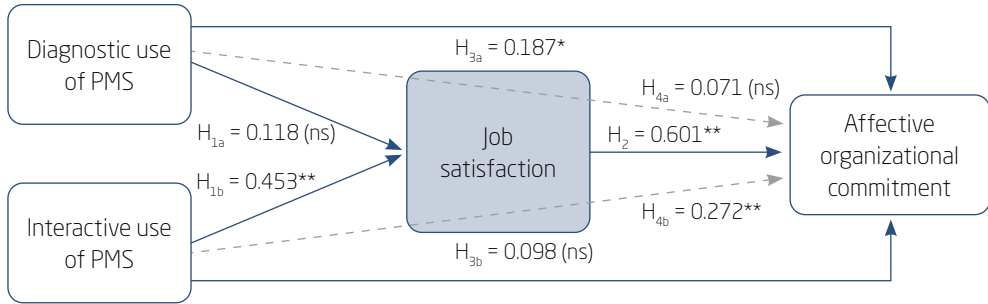 Diagnostic use
of PMS
H3a = 0.187*
H4a = 0.071 (ns)
H1a = 0.118 (ns)
Job
satisfaction
H2 = 0.601**
Affective
organizational
commitment
H1b = 0.453**
Interactive use
of PMS
H4b = 0.272**
H3b = 0.098 (ns)